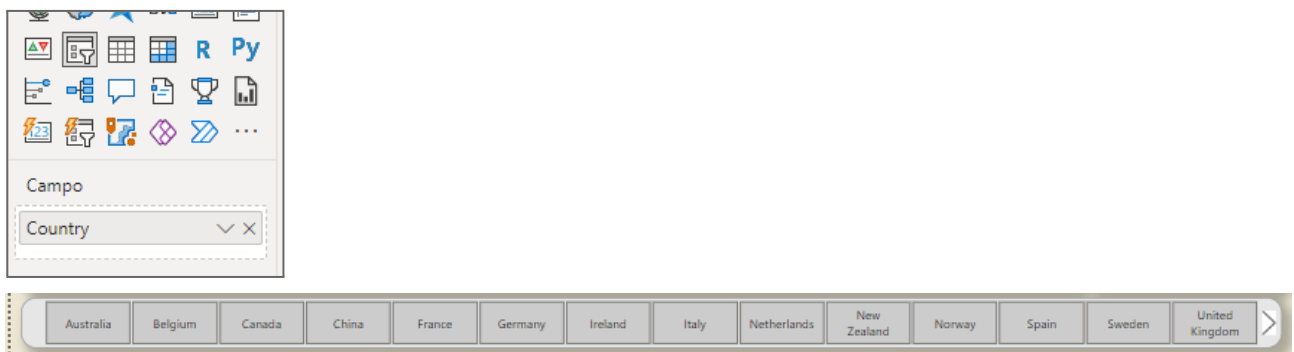 R Py
123
Campo
Country
Australia Belgium Canada China France Germany Ireland Italy Netherlands New Zealand Norway Spain Sweden United Kingdom